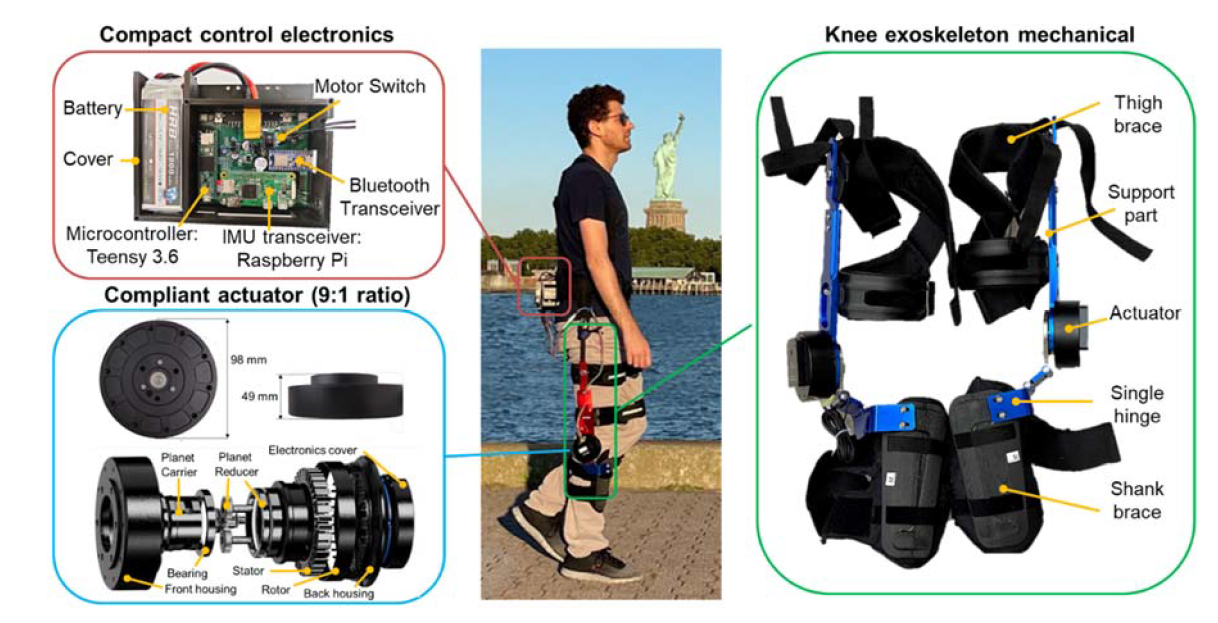 Compact control electronics
Motor Switch
Battery
Cover
HRB
Bluetooth
Transceiver
Microcontroller:
Teensy 3.6
IMU transceiver:
Raspberry Pi
Compliant actuator (9:1 ratio)
98 mm
49 mm
Electronics cover
Planet
Carrier
Planet
Reducer
Bearing
Front housing
Stator
Rotor
Back housing
Knee exoskeleton mechanical
Thigh
brace
Support
part
Actuator
Single
hinge
Shank
brace